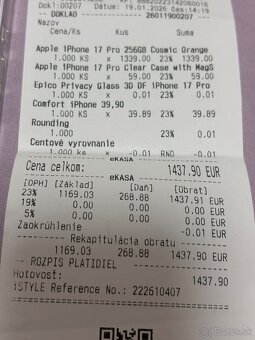 Dokl:00207
Dátum: 19.01.2026 Čas:14:19
-- DOKLAD 26011900207
Názov
Cena/Ks Kus Suma
Apple iPhone 17 Pro 256GB Cosmic Orange
1.000 KS x 1339.00 23% 1339.00
Apple iPhone 17 Pro Clear Case with MagS
1.000 KS x 59.00 23% 59.00
Epico Privacy Glass 3D DF iPhone 17 Pro
1.000 KS x 0.01 23% 0.01
Comfort iPhone 39,90
1.000 KS x 39.89 23% 39.89
Rounding
1.000 23% 0.01
Centové vyrovnanie
1.000 ks x -0.01 RND -0.01
eKASA
Cena celkom: 1437.90 EUR
eKASA
[DPH] [Základ] [Daň] [Obrat]
23% 1169.03 268.88 1437.91 EUR
19% 0.00 0.00 0.00 EUR
5% 0.00 0.00 0.00 EUR
Zaokrúhlenie -0.01 EUR
Rekapitulácia obratu
1169.03 268.88 1437.90 EUR
-- ROZPIS PLATIDIEL
Hotovosť: 1437.90
iSTYLE Reference No.: 222610407
bazos.sk